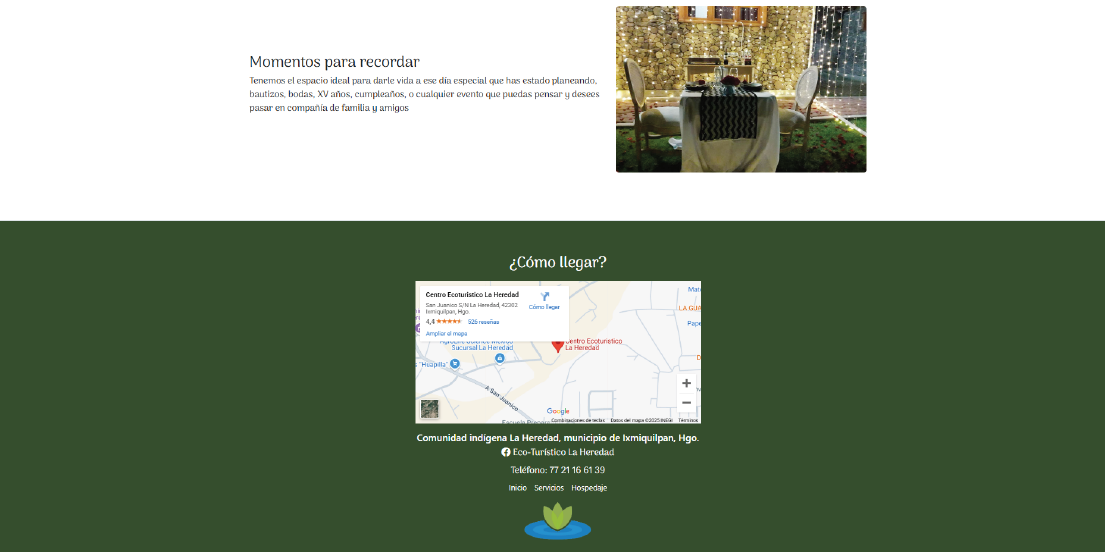 Momentos para recordar
Tenemos el espacio ideal para darle vida a ese día especial que has estado planeando,
bautizos, bodas, XV años, cumpleaños, o cualquier evento que puedas pensar y desees
pasar en compañía de familia y amigos
¿Cómo llegar?
Centro Ecoturístico La Heredad
San Juanico S/N La Heredad, 42302
Ixmiquilpan, Hgo.
Cómo llegar
4,4
526 reseñas
Ampliar el mapa
Sucursal La Heredad
Centro Ecoturístico
La Heredad
"Huapilla"
A San Juanico
LA GUA
Pape
Google
Combinaciones de teclas
Datos del mapa ©2025 INEGI
Términos
Comunidad indígena La Heredad, municipio de Ixmiquilpan, Hgo.
Eco-Turístico La Heredad
Teléfono: 77 21 16 61 39
Inicio Servicios Hospedaje